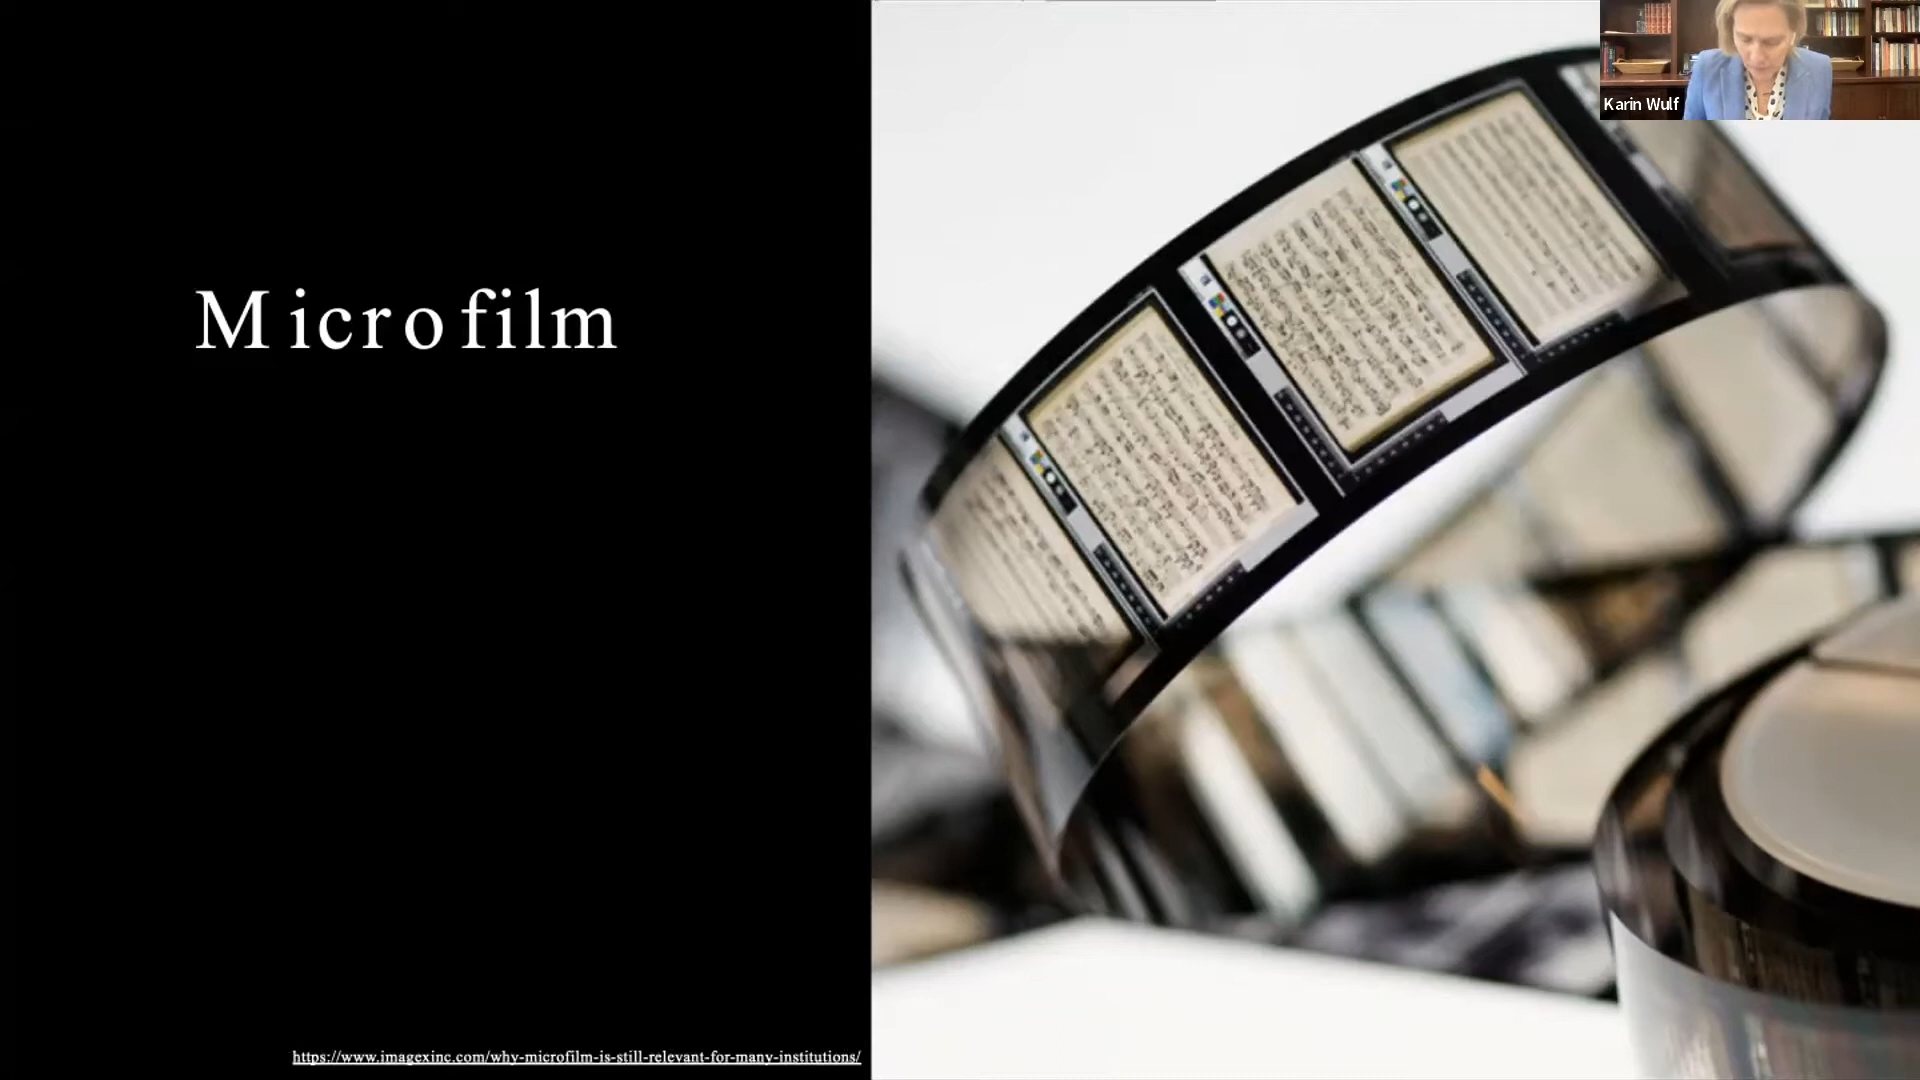 Microfilm
Karin Wulf
https://www.imagexinc.com/why-microfilm-is-still-relevant-for-many-institutions/